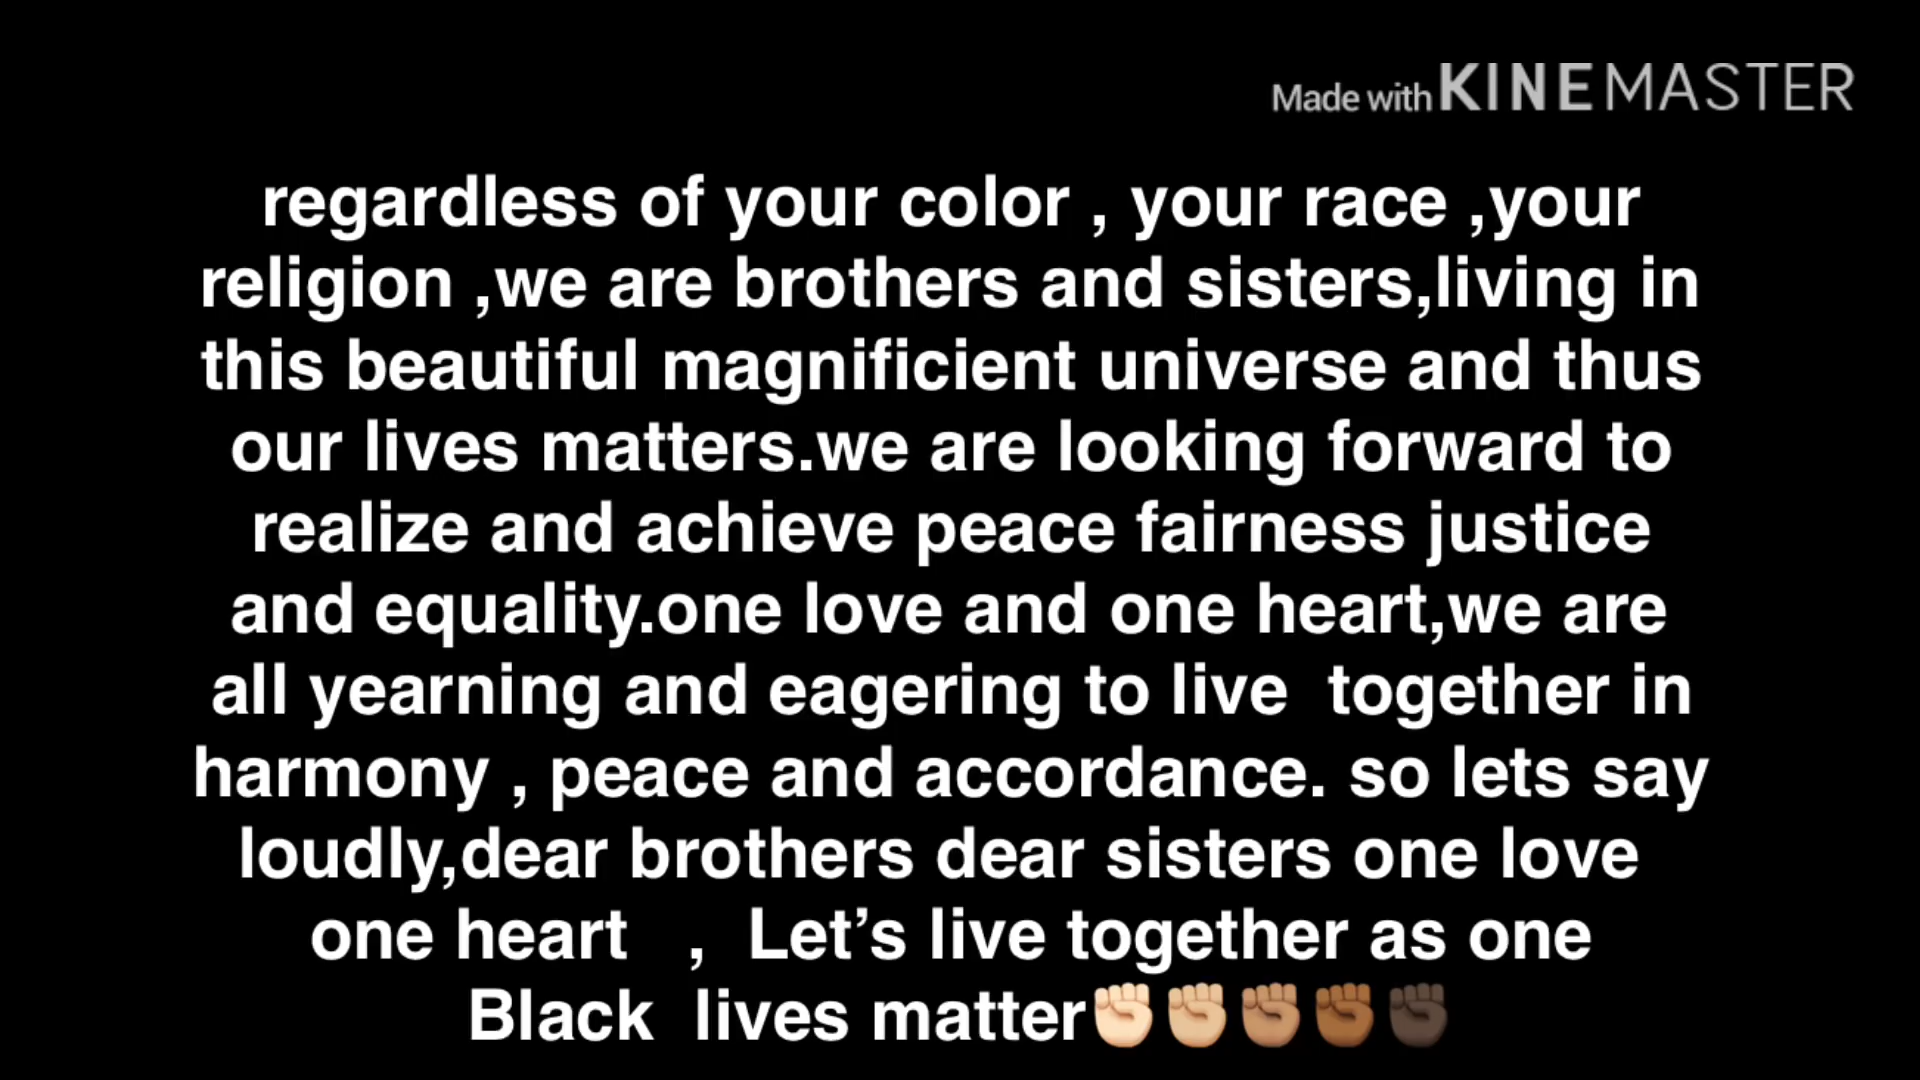 Made with KINEMASTER
regardless of your color , your race ,your
religion ,we are brothers and sisters,living in
this beautiful magnificient universe and thus
our lives matters.we are looking forward to
realize and achieve peace fairness justice
and equality.one love and one heart,we are
all yearning and eagering to live  together in
harmony , peace and accordance. so lets say
loudly,dear brothers dear sisters one love
one heart   ,  Let’s live together as one
Black  lives matter✊🏻✊🏼✊🏽✊🏾✊🏿